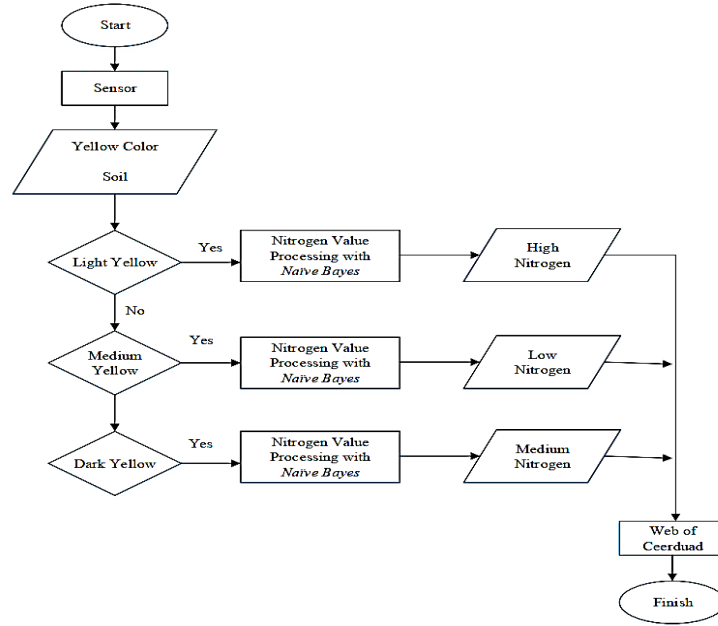 Start
Sensor
Yellow Color
Soil
Light Yellow
Yes
Nitrogen Value
Processing with
Naïve Bayes
High
Nitrogen
No
Medium
Yellow
Yes
Nitrogen Value
Processing with
Naïve Bayes
Low
Nitrogen
Dark Yellow
Yes
Nitrogen Value
Processing with
Naïve Bayes
Medium
Nitrogen
Web of
Ceerduad
Finish